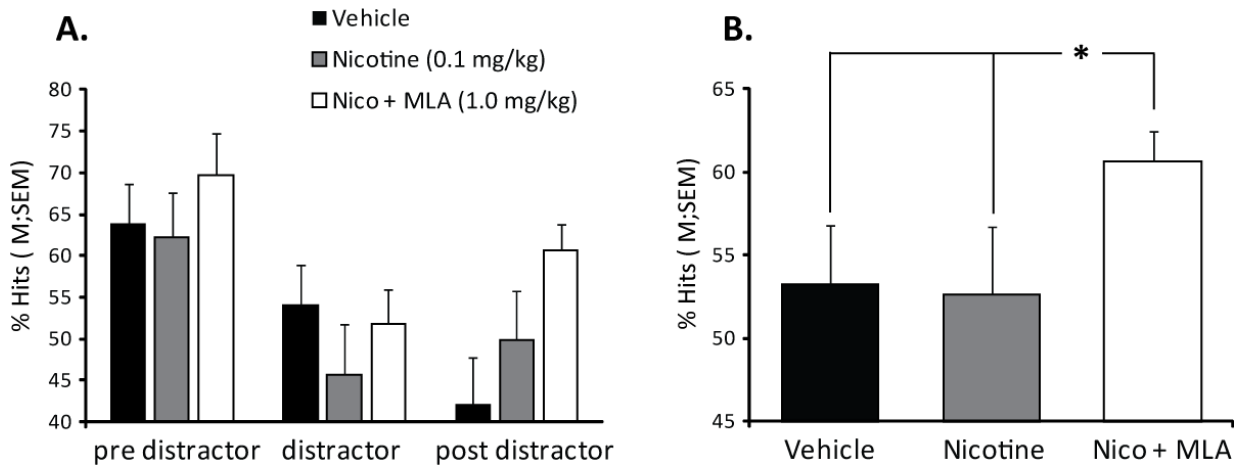 A.
Vehicle
Nicotine (0.1 mg/kg)
Nico + MLA (1.0 mg/kg)
% Hits ( M;SEM)
80
75
70
65
60
55
50
45
40
pre distractor distractor post distractor
B.
*
% Hits ( M;SEM)
65
60
55
50
45
Vehicle Nicotine Nico + MLA